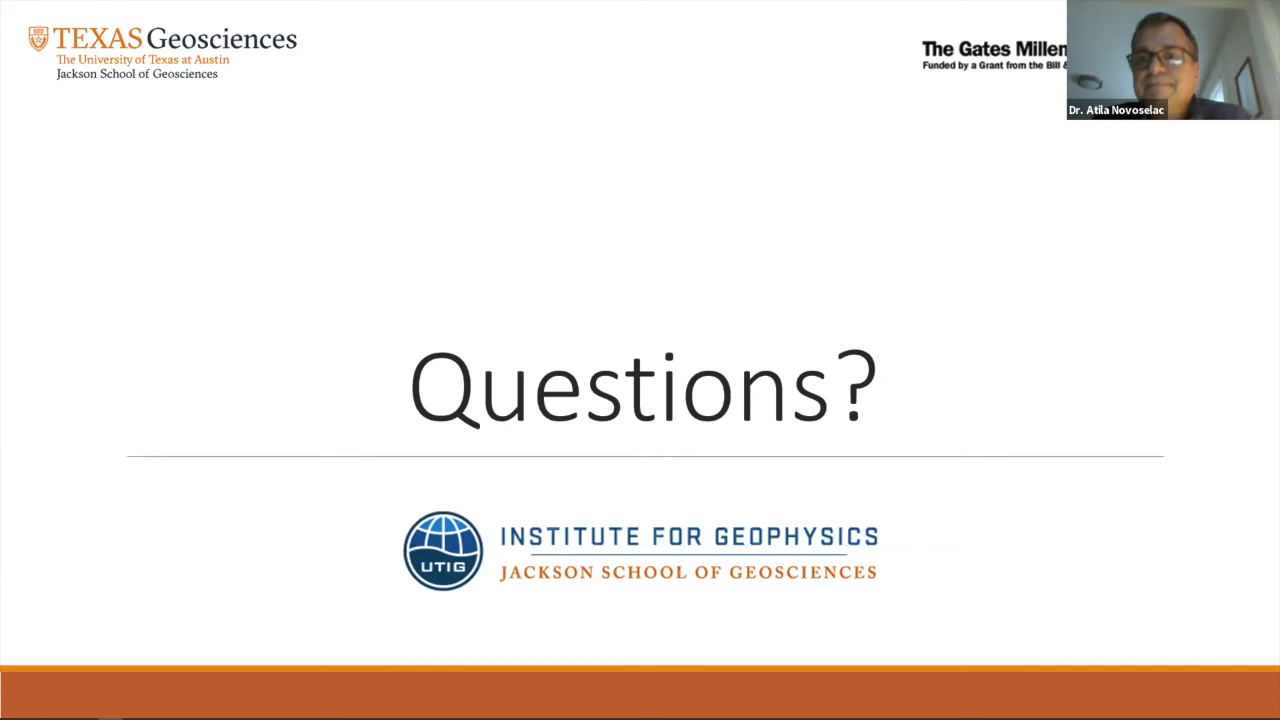 TEXAS Geosciences
The University of Texas at Austin
Jackson School of Geosciences
The Gates Millen
Funded by a Grant from the Bill &
Dr. Atila Novoselac
Questions?
UTIG
INSTITUTE FOR GEOPHYSICS
JACKSON SCHOOL OF GEOSCIENCES